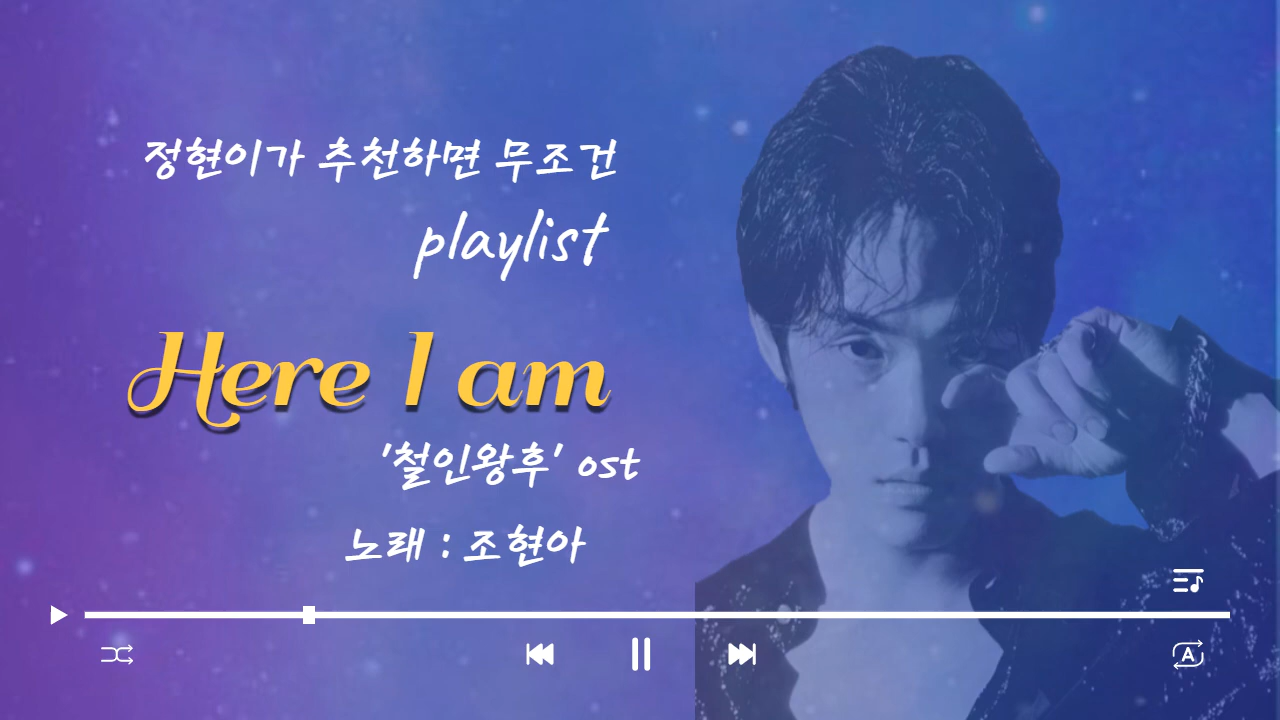 정현이가 추천하면 무조건
playlist
Here I am
'철인왕후' ost
노래 : 조현아
A